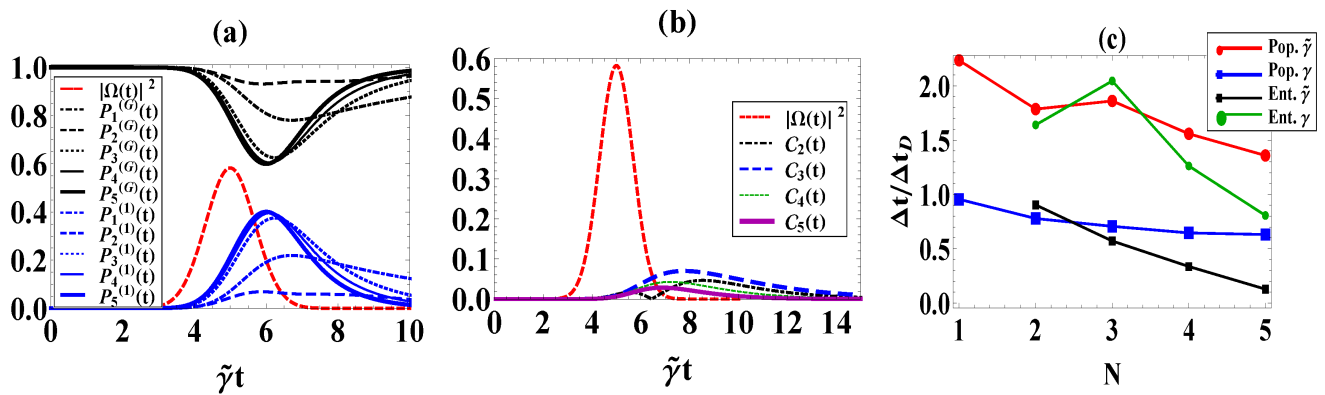 (a)
1.0
0.8
0.6
0.4
0.2
0.0
|Ω(t)| ²
P₁⁽ᴳ⁾(t)
P₂⁽ᴳ⁾(t)
P₃⁽ᴳ⁾(t)
P₄⁽ᴳ⁾(t)
P₅⁽ᴳ⁾(t)
P₁⁽¹⁾(t)
P₂⁽¹⁾(t)
P₃⁽¹⁾(t)
P₄⁽¹⁾(t)
P₅⁽¹⁾(t)
0 2 4 6 8 10
γ̃t
(b)
0.6
0.5
0.4
0.3
0.2
0.1
0.0
|Ω(t)| ²
C₂(t)
C₃(t)
C₄(t)
C₅(t)
0 2 4 6 8 10 12 14
γ̃t
(c)
Δt/Δt_D
2.0
1.5
1.0
0.5
0.0
Pop. γ̃
Pop. γ
Ent. γ̃
Ent. γ
1 2 3 4 5
N